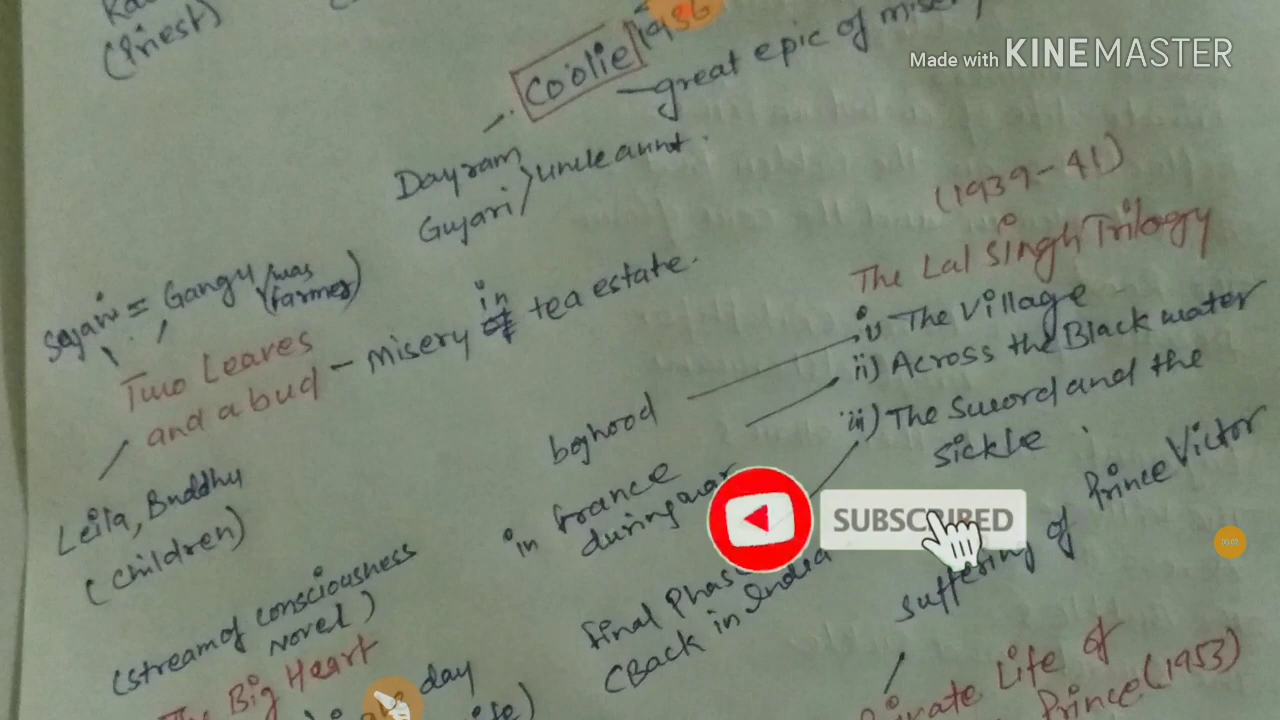 (Priest)
Coolie 1936
great epic of misery
Made with KINEMASTER
Dayram
Gujari
uncle aunt.
Sajani = Gangu (was farmer)
Two Leaves
and a bud - misery in tea estate.
Leila, Buddhu
(children)
(1939-41)
The Lal Singh Trilogy
i) The Village
ii) Across the Black water
iii) The Sword and the
sickle
boyhood
in france
during war
final Phase
(Back in India
SUBSCRIBED
suffering of Prince Victor
Life of
Prince (1953)
(stream of consciousness
Novel)
Big Heart
day